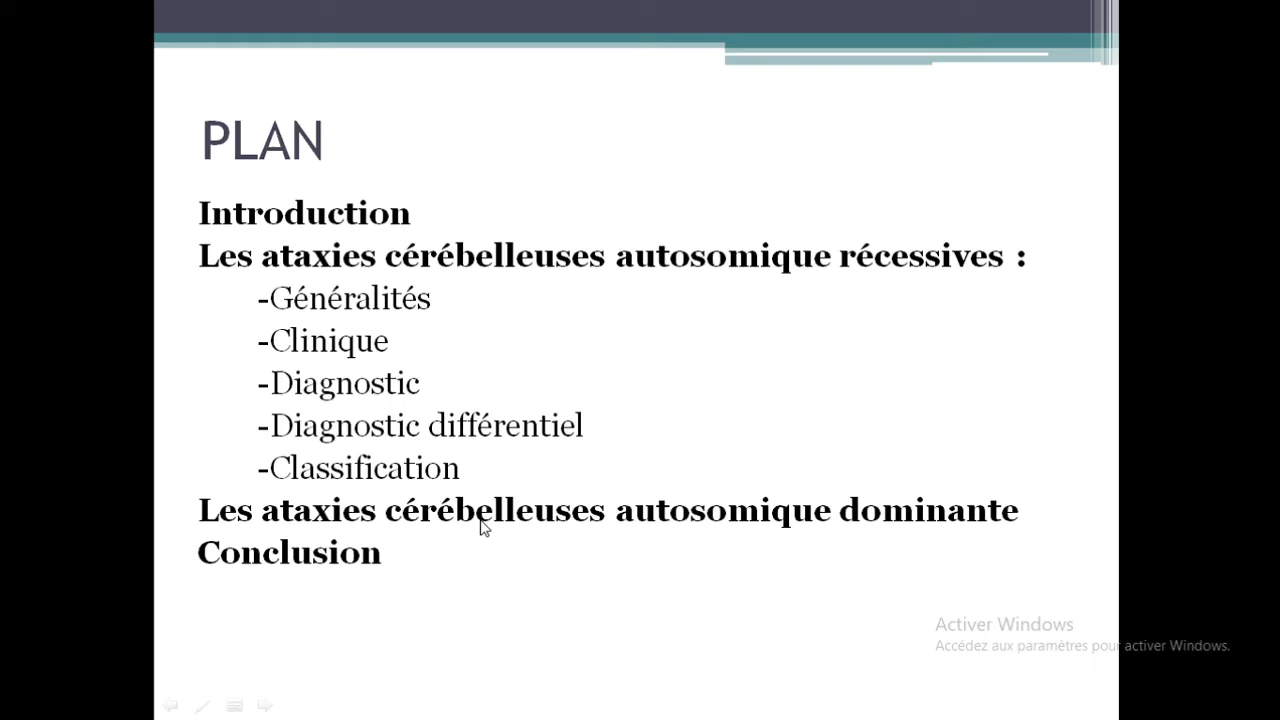 PLAN
Introduction
Les ataxies cérébelleuses autosomique récessives :
-Généralités
-Clinique
-Diagnostic
-Diagnostic différentiel
-Classification
Les ataxies cérébelleuses autosomique dominante
Conclusion
Activer Windows
Accédez aux paramètres pour activer Windows.